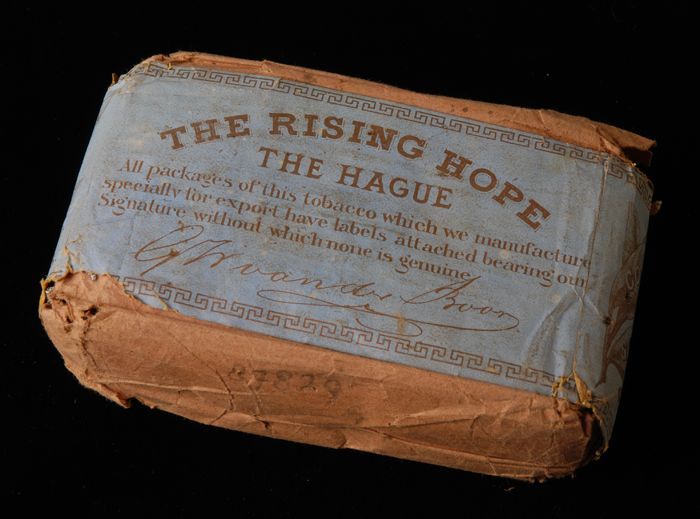 THE RISING HOPE
THE HAGUE
All packages of this tobacco which we manufacture
specially for export have labels attached bearing our
Signature without which none is genuine